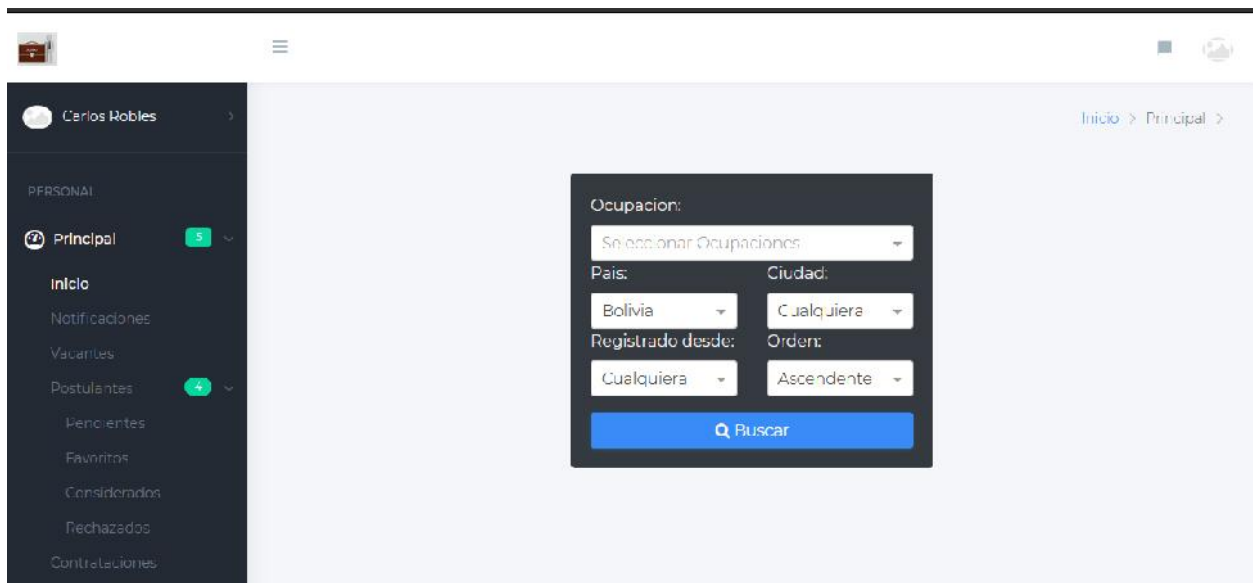 Carlos Robles
Inicio > Principal >
PERSONAL
Principal 5
Inicio
Notificaciones
Vacantes
Postulantes 4
Pendientes
Favoritos
Considerados
Rechazados
Contrataciones
Ocupacion:
Seleccionar Ocupaciones
Pais: Ciudad:
Bolivia Cualquiera
Registrado desde: Orden:
Cualquiera Ascendente
Buscar